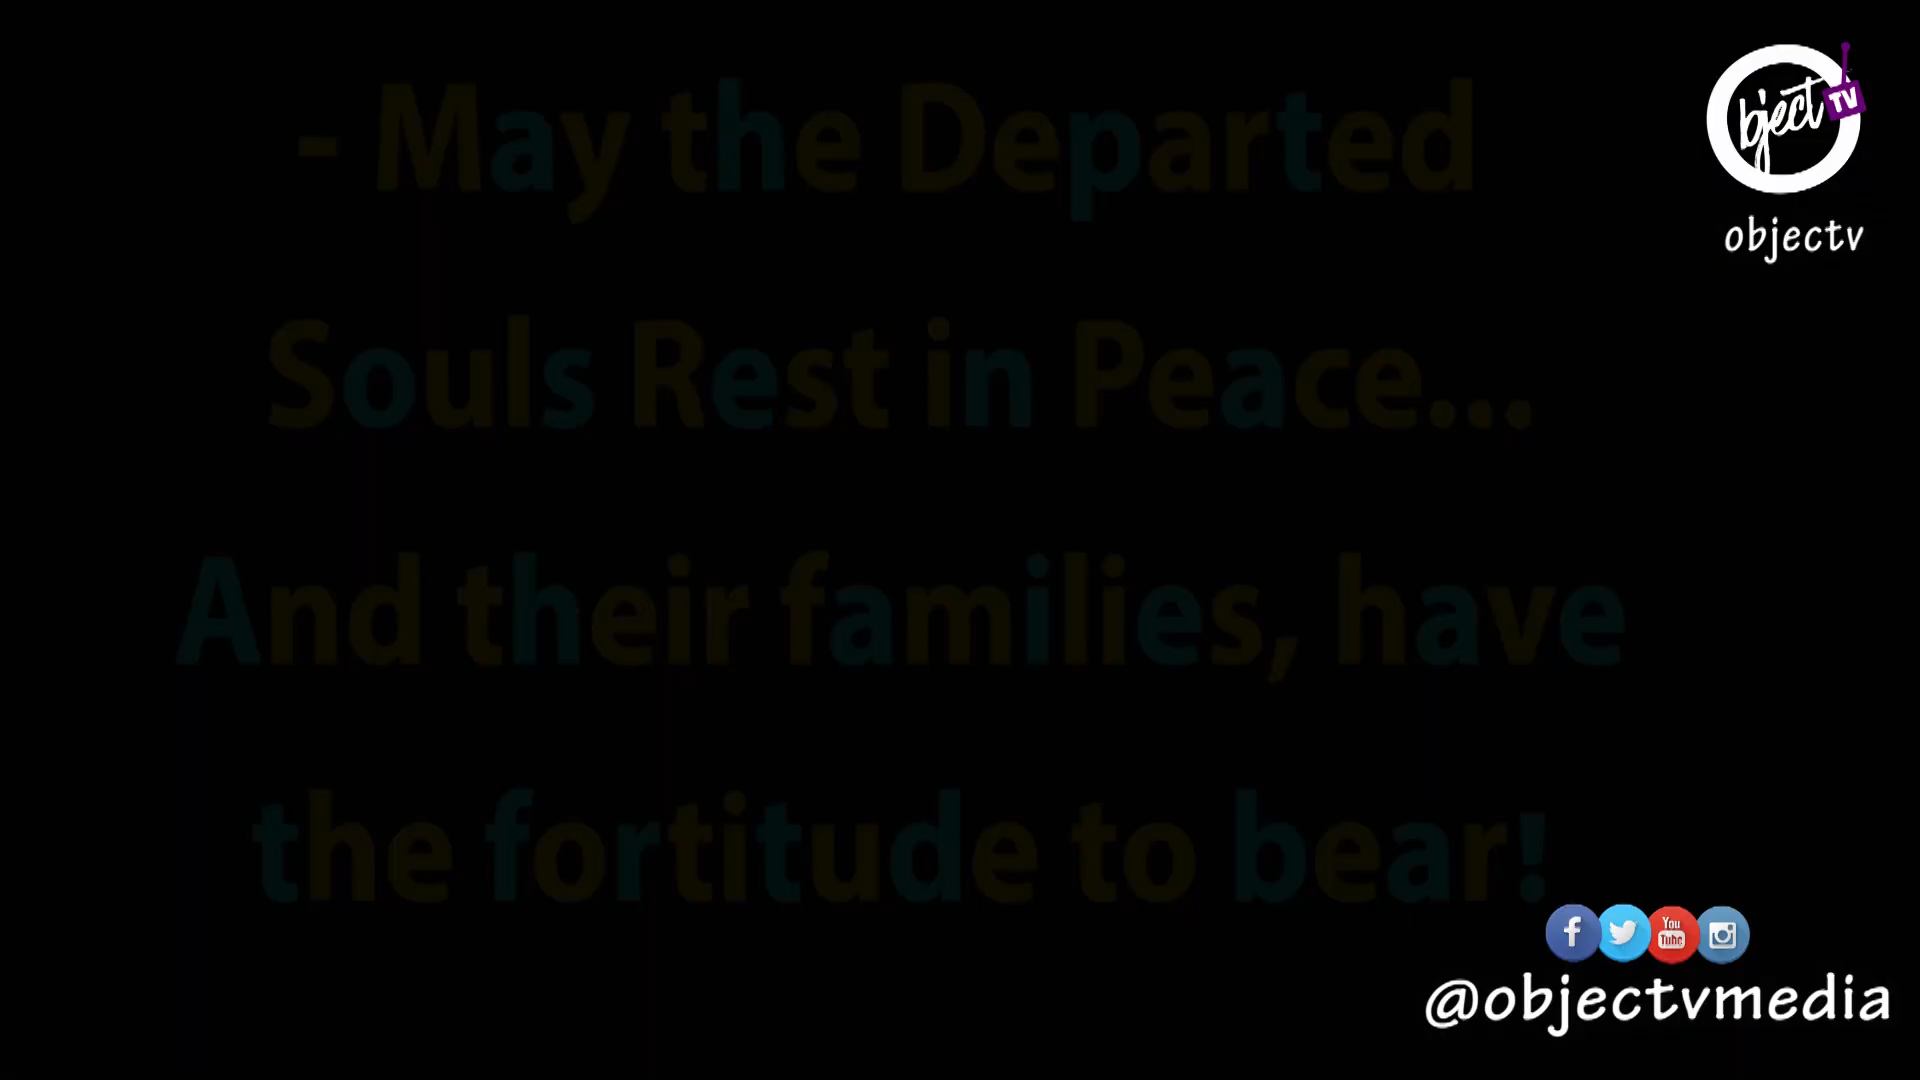 - May the Departed
Souls Rest in Peace...
And their families, have
the fortitude to bear!
Object TV
objectv
f
You
Tube
@objectvmedia